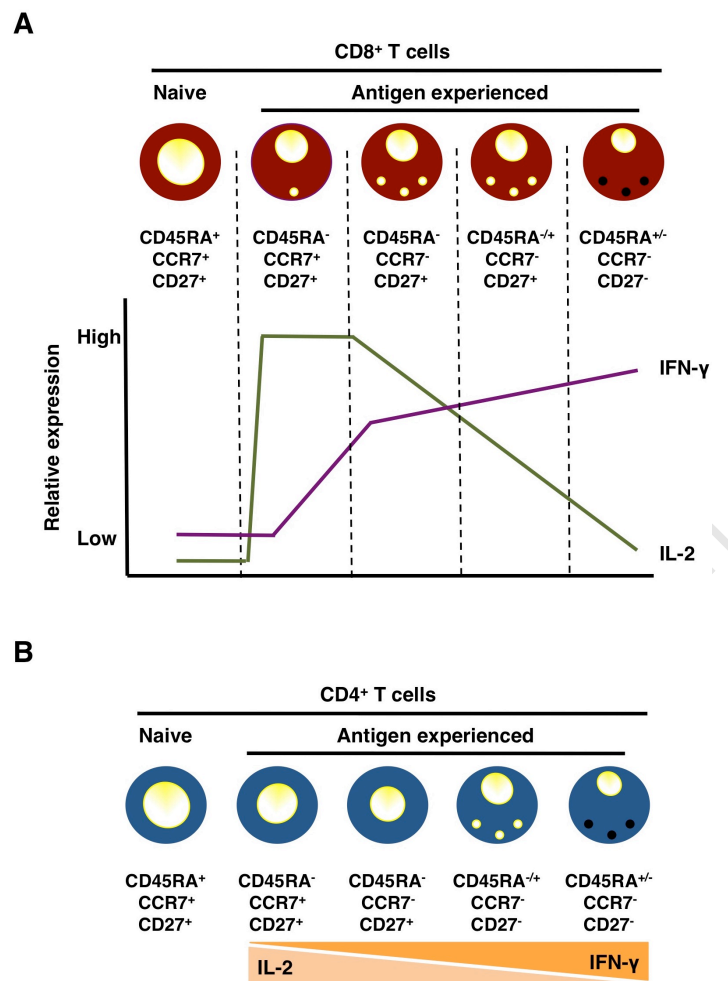 A
CD8⁺ T cells
Naive
Antigen experienced
CD45RA⁺
CCR7⁺
CD27⁺
CD45RA⁻
CCR7⁺
CD27⁺
CD45RA⁻
CCR7⁻
CD27⁺
CD45RA⁻/⁺
CCR7⁻
CD27⁺
CD45RA⁺/⁻
CCR7⁻
CD27⁻
Relative expression
High
Low
IFN-γ
IL-2
B
CD4⁺ T cells
Naive
Antigen experienced
CD45RA⁺
CCR7⁺
CD27⁺
CD45RA⁻
CCR7⁺
CD27⁺
CD45RA⁻
CCR7⁻
CD27⁺
CD45RA⁻/⁺
CCR7⁻
CD27⁻
CD45RA⁺/⁻
CCR7⁻
CD27⁻
IL-2
IFN-γ